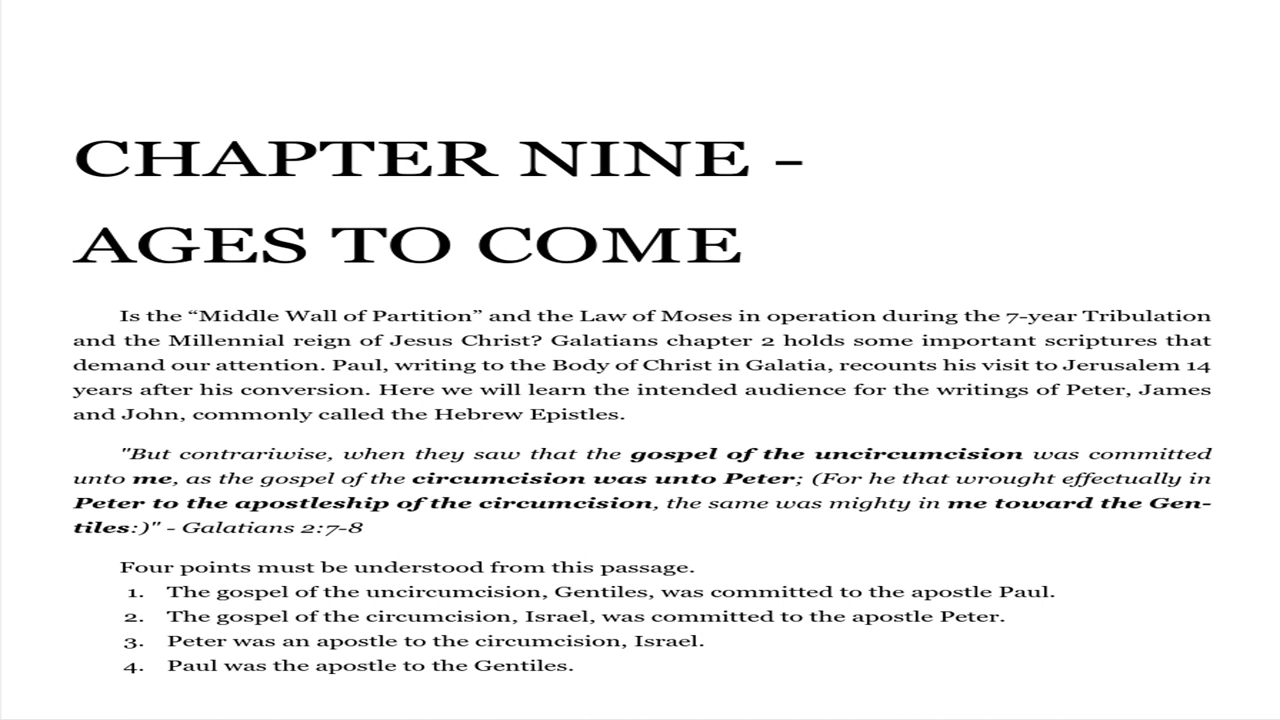 CHAPTER NINE -
AGES TO COME
Is the “Middle Wall of Partition” and the Law of Moses in operation during the 7-year Tribulation
and the Millennial reign of Jesus Christ? Galatians chapter 2 holds some important scriptures that
demand our attention. Paul, writing to the Body of Christ in Galatia, recounts his visit to Jerusalem 14
years after his conversion. Here we will learn the intended audience for the writings of Peter, James
and John, commonly called the Hebrew Epistles.
"But contrariwise, when they saw that the gospel of the uncircumcision was committed
unto me, as the gospel of the circumcision was unto Peter; (For he that wrought effectually in
Peter to the apostleship of the circumcision, the same was mighty in me toward the Gen-
tiles:)" - Galatians 2:7-8
Four points must be understood from this passage.
1. The gospel of the uncircumcision, Gentiles, was committed to the apostle Paul.
2. The gospel of the circumcision, Israel, was committed to the apostle Peter.
3. Peter was an apostle to the circumcision, Israel.
4. Paul was the apostle to the Gentiles.